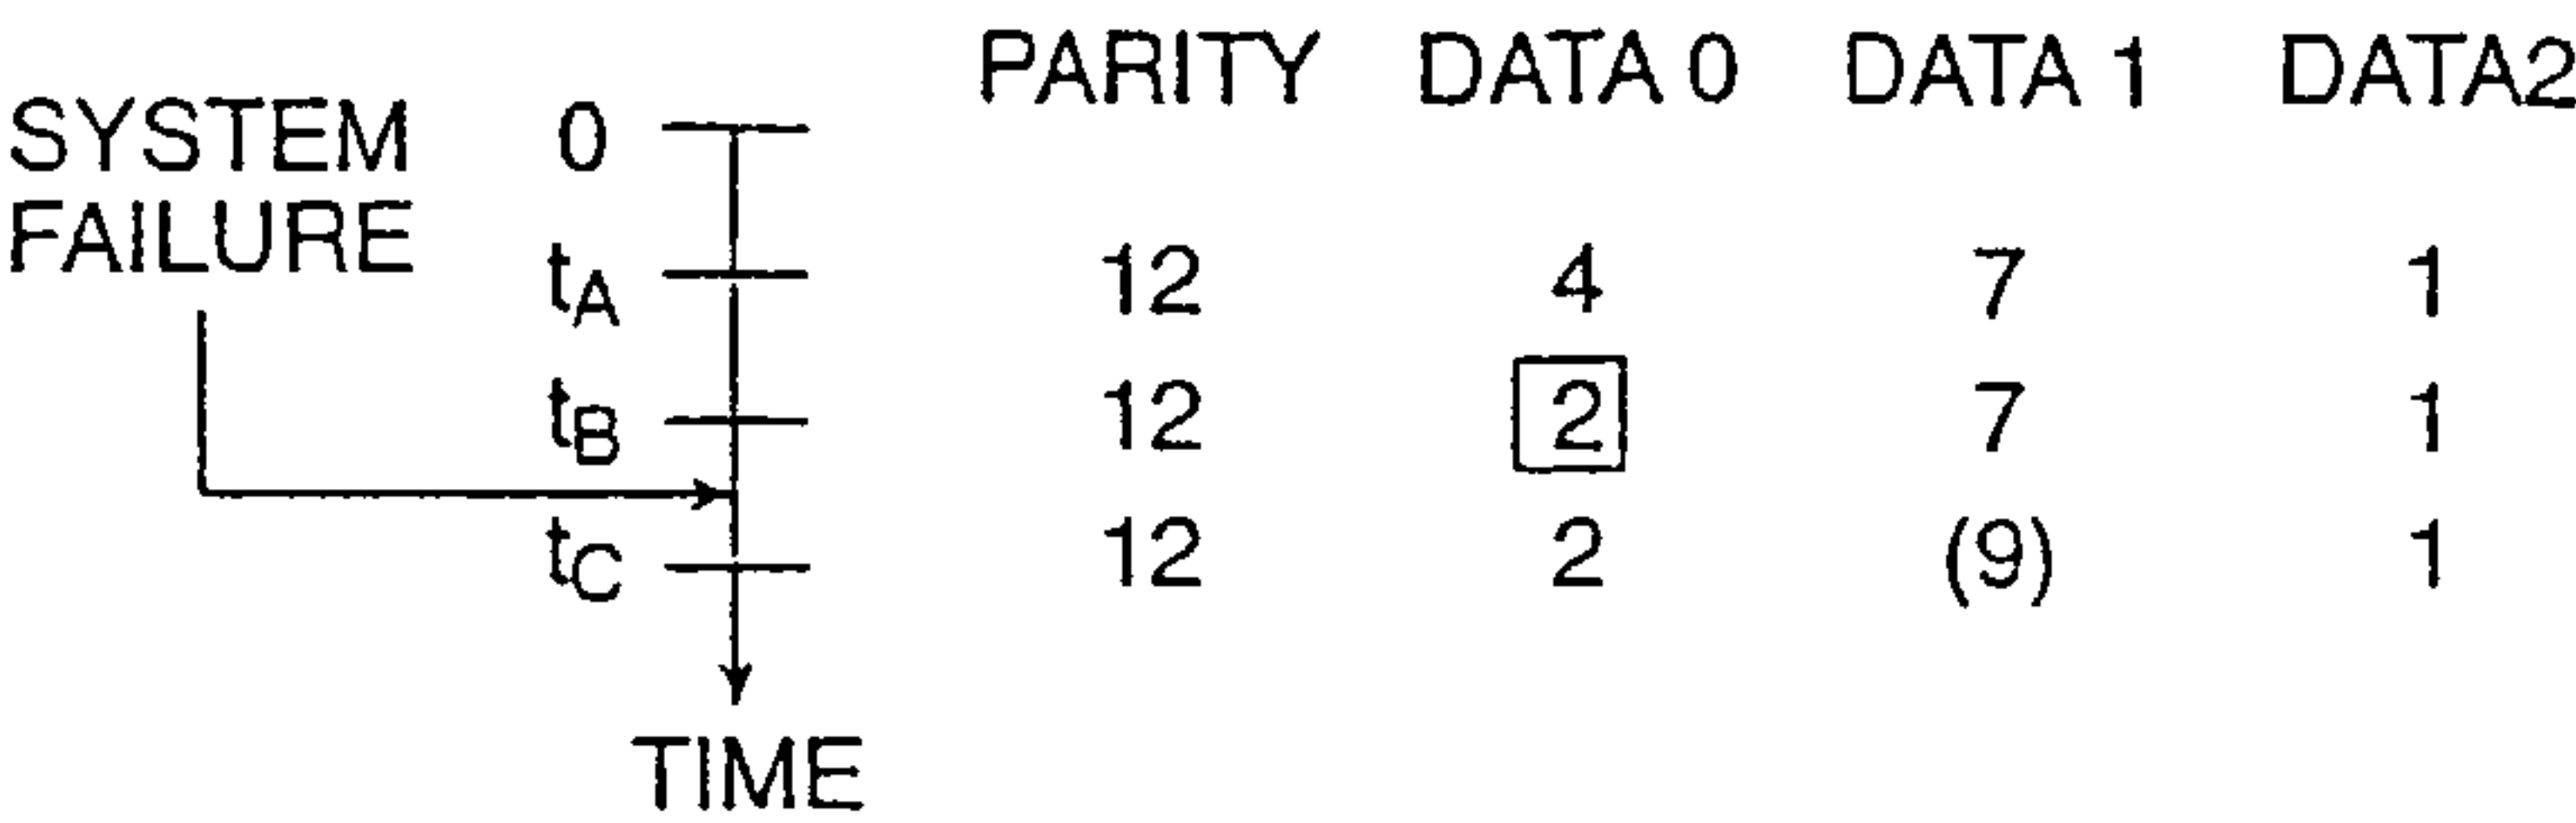 PARITY DATA 0 DATA 1 DATA2
SYSTEM
FAILURE
0
tA 12 4 7 1
tB 12 2 7 1
tC 12 2 (9) 1
TIME